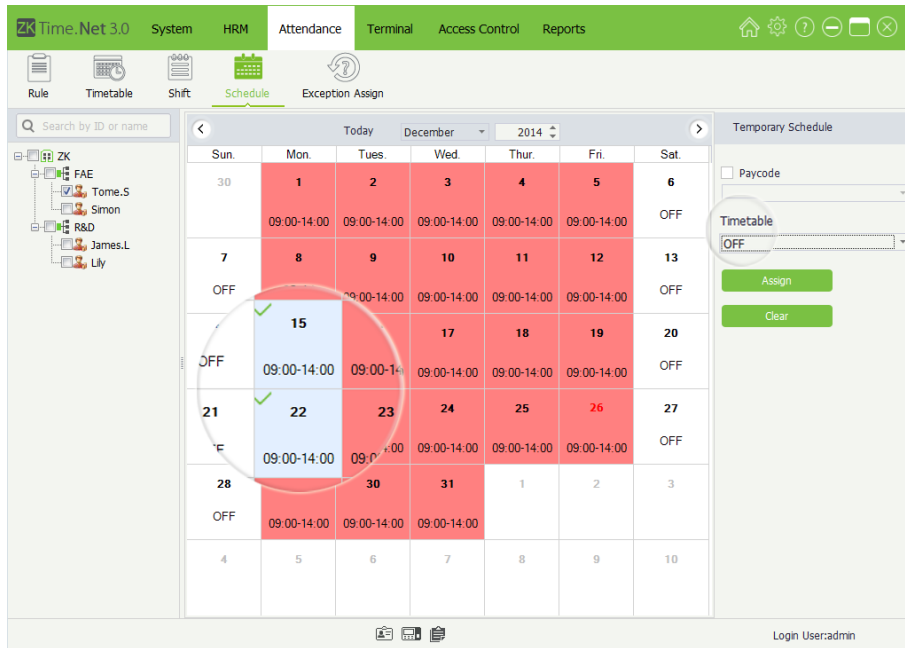 ZK Time.Net 3.0 System HRM Attendance Terminal Access Control Reports
Rule Timetable Shift Schedule Exception Assign
Search by ID or name
ZK
FAE
Tome.S
Simon
R&D
James.L
Lily
Today December 2014
Sun. Mon. Tues. Wed. Thur. Fri. Sat.
30 1 2 3 4 5 6
09:00-14:00 09:00-14:00 09:00-14:00 09:00-14:00 09:00-14:00 OFF
7 8 9 10 11 12 13
OFF 09:00-14:00 09:00-14:00 09:00-14:00 09:00-14:00 OFF
15 17 18 19 20
OFF 09:00-14:00 09:00-14 09:00-14:00 09:00-14:00 09:00-14:00 OFF
21 22 23 24 25 26 27
09:00-14:00 09:00-14:00 09:00-14:00 09:00-14:00 OFF
28 30 31 1 2 3
OFF 09:00-14:00 09:00-14:00 09:00-14:00
4 5 6 7 8 9 10
Temporary Schedule
Paycode
Timetable
OFF
Assign
Clear
Login User:admin